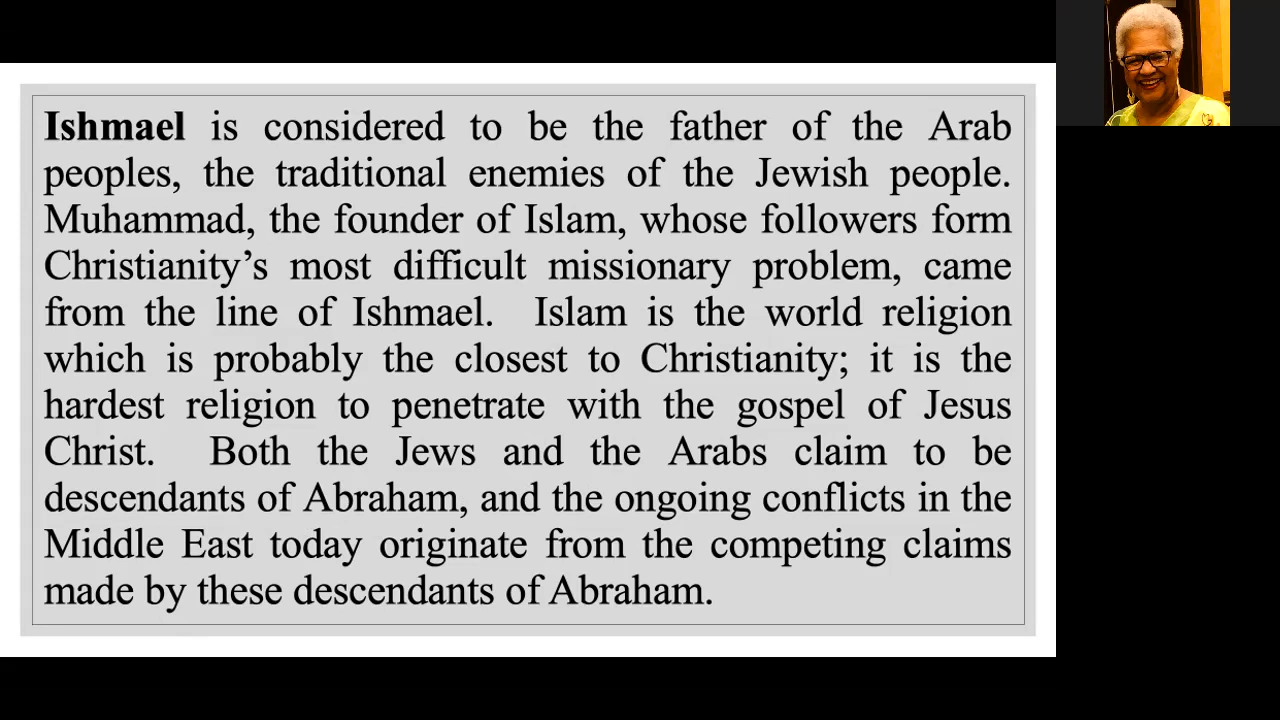 Ishmael is considered to be the father of the Arab
peoples, the traditional enemies of the Jewish people.
Muhammad, the founder of Islam, whose followers form
Christianity’s most difficult missionary problem, came
from the line of Ishmael.  Islam is the world religion
which is probably the closest to Christianity; it is the
hardest religion to penetrate with the gospel of Jesus
Christ.  Both the Jews and the Arabs claim to be
descendants of Abraham, and the ongoing conflicts in the
Middle East today originate from the competing claims
made by these descendants of Abraham.